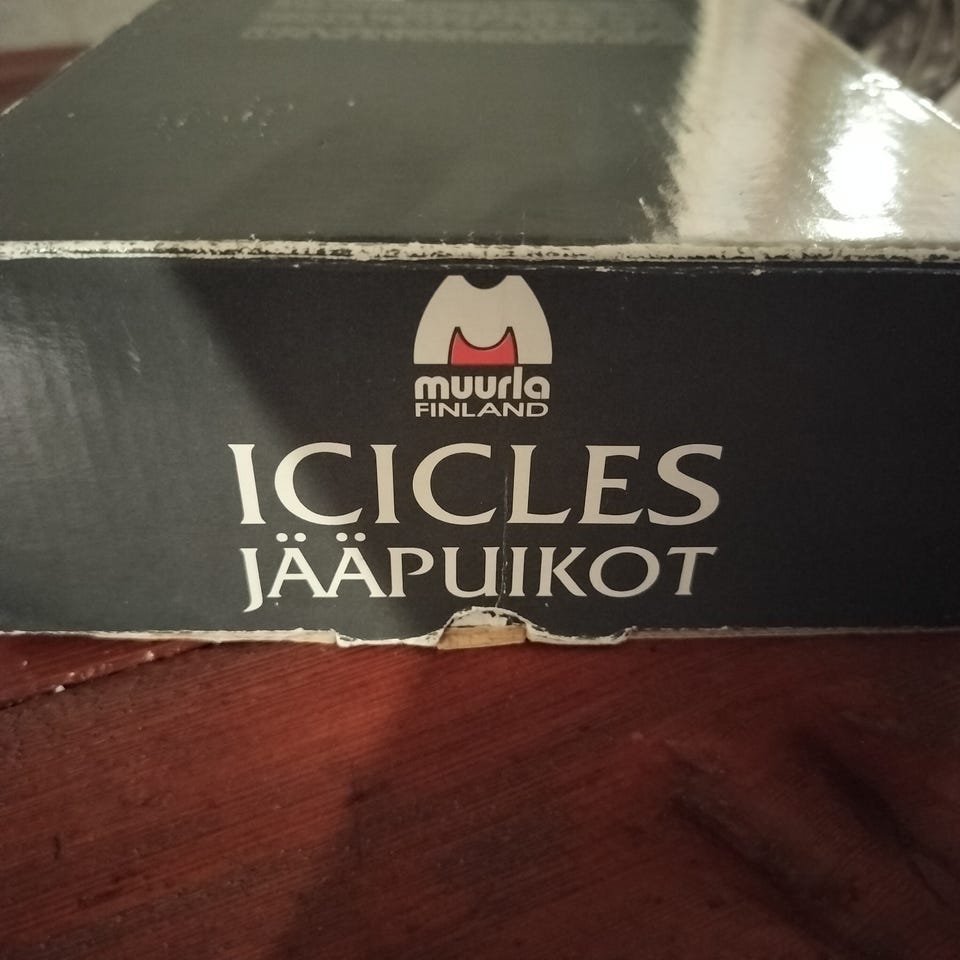 muurla
FINLAND
ICICLES
JÄÄPUIKOT